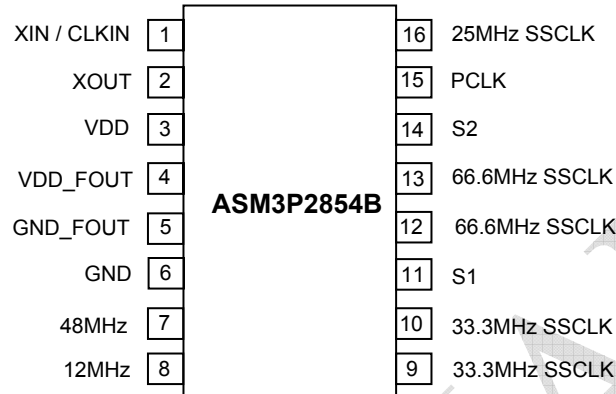 XIN / CLKIN 1 16 25MHz SSCLK
XOUT 2 15 PCLK
VDD 3 14 S2
VDD_FOUT 4 13 66.6MHz SSCLK
ASM3P2854B
GND_FOUT 5 12 66.6MHz SSCLK
GND 6 11 S1
48MHz 7 10 33.3MHz SSCLK
12MHz 8 9 33.3MHz SSCLK